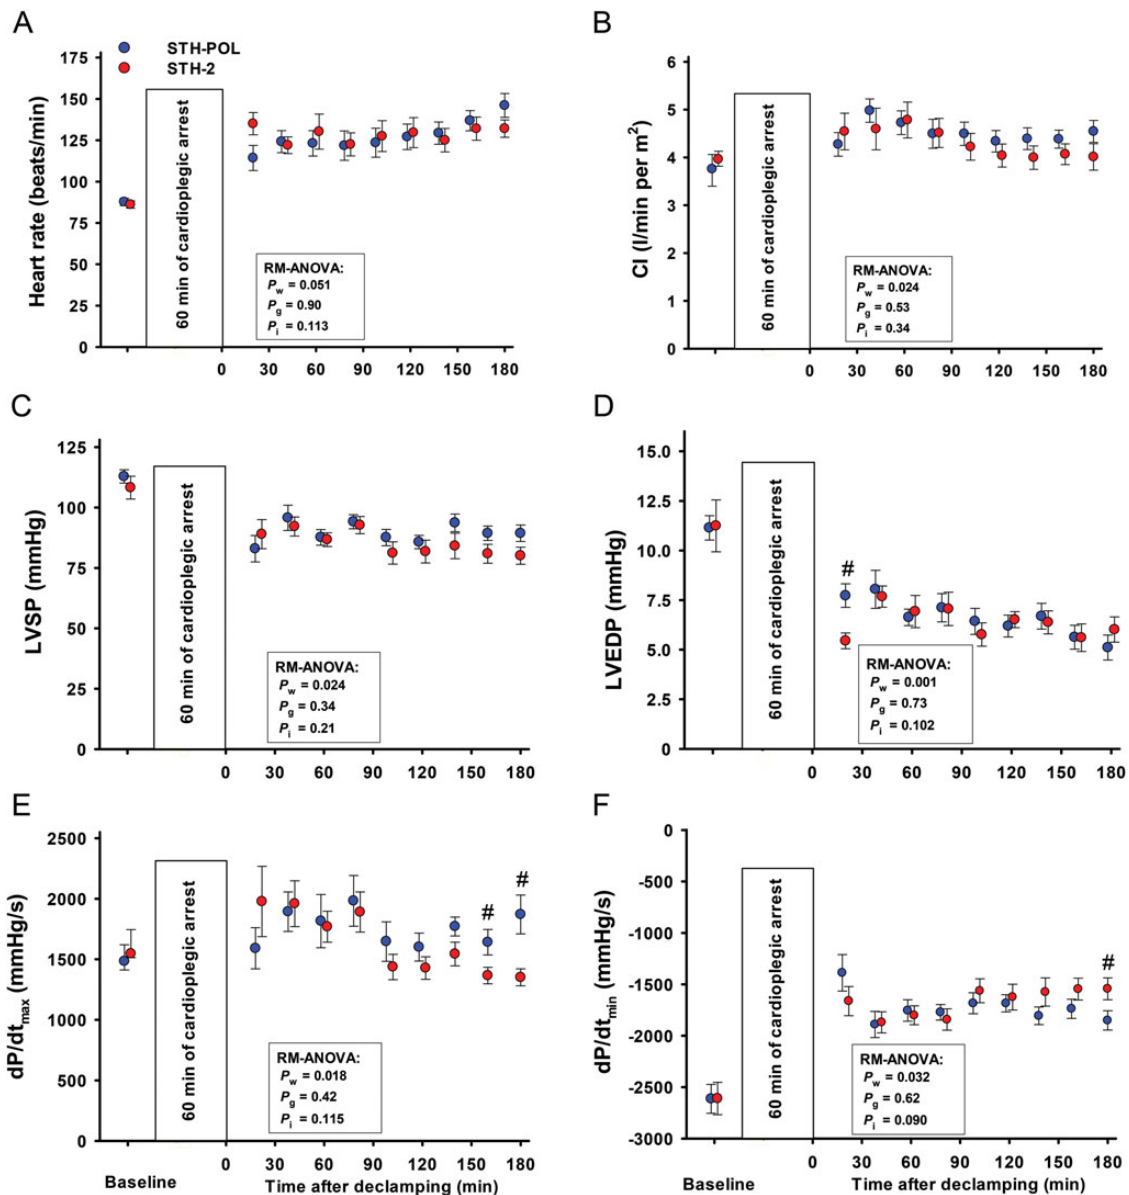 A
STH-POL
STH-2
Heart rate (beats/min)
175
150
125
100
75
50
25
0
60 min of cardioplegic arrest
RM-ANOVA:
Pw = 0.051
Pg = 0.90
Pi = 0.113
0 30 60 90 120 150 180
B
CI (l/min per m²)
6
5
4
3
2
1
0
60 min of cardioplegic arrest
RM-ANOVA:
Pw = 0.024
Pg = 0.53
Pi = 0.34
0 30 60 90 120 150 180
C
LVSP (mmHg)
125
100
75
50
25
0
60 min of cardioplegic arrest
RM-ANOVA:
Pw = 0.024
Pg = 0.34
Pi = 0.21
0 30 60 90 120 150 180
D
LVEDP (mmHg)
15.0
12.5
10.0
7.5
5.0
2.5
0
60 min of cardioplegic arrest
#
RM-ANOVA:
Pw = 0.001
Pg = 0.73
Pi = 0.102
0 30 60 90 120 150 180
E
dP/dtmax (mmHg/s)
2500
2000
1500
1000
500
0
60 min of cardioplegic arrest
# #
RM-ANOVA:
Pw = 0.018
Pg = 0.42
Pi = 0.115
0 30 60 90 120 150 180
Baseline Time after declamping (min)
F
dP/dtmin (mmHg/s)
0
-500
-1000
-1500
-2000
-2500
-3000
60 min of cardioplegic arrest
#
RM-ANOVA:
Pw = 0.032
Pg = 0.62
Pi = 0.090
0 30 60 90 120 150 180
Baseline Time after declamping (min)